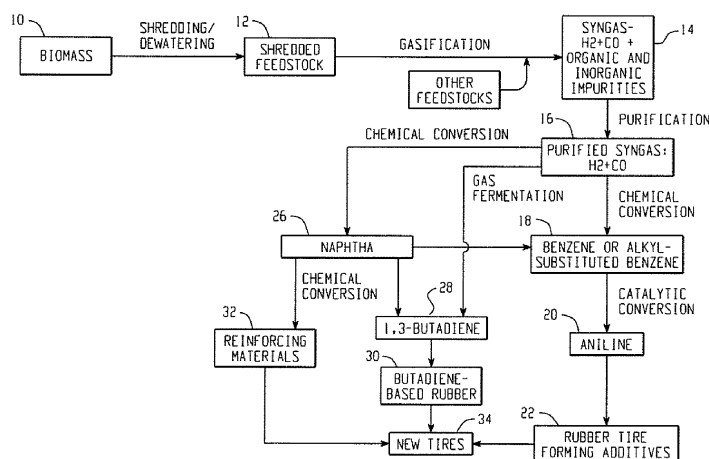 10
BIOMASS
SHREDDING/
DEWATERING
12
SHREDDED
FEEDSTOCK
GASIFICATION
OTHER
FEEDSTOCKS
SYNGAS-
H2+CO +
ORGANIC AND
INORGANIC
IMPURITIES
14
PURIFICATION
16
PURIFIED SYNGAS:
H2+CO
CHEMICAL CONVERSION
GAS
FERMENTATION
CHEMICAL
CONVERSION
26
NAPHTHA
18
BENZENE OR ALKYL-
SUBSTITUTED BENZENE
CHEMICAL
CONVERSION
28
1,3-BUTADIENE
CATALYTIC
CONVERSION
20
ANILINE
32
REINFORCING
MATERIALS
30
BUTADIENE-
BASED RUBBER
34
NEW TIRES
22
RUBBER TIRE
FORMING ADDITIVES